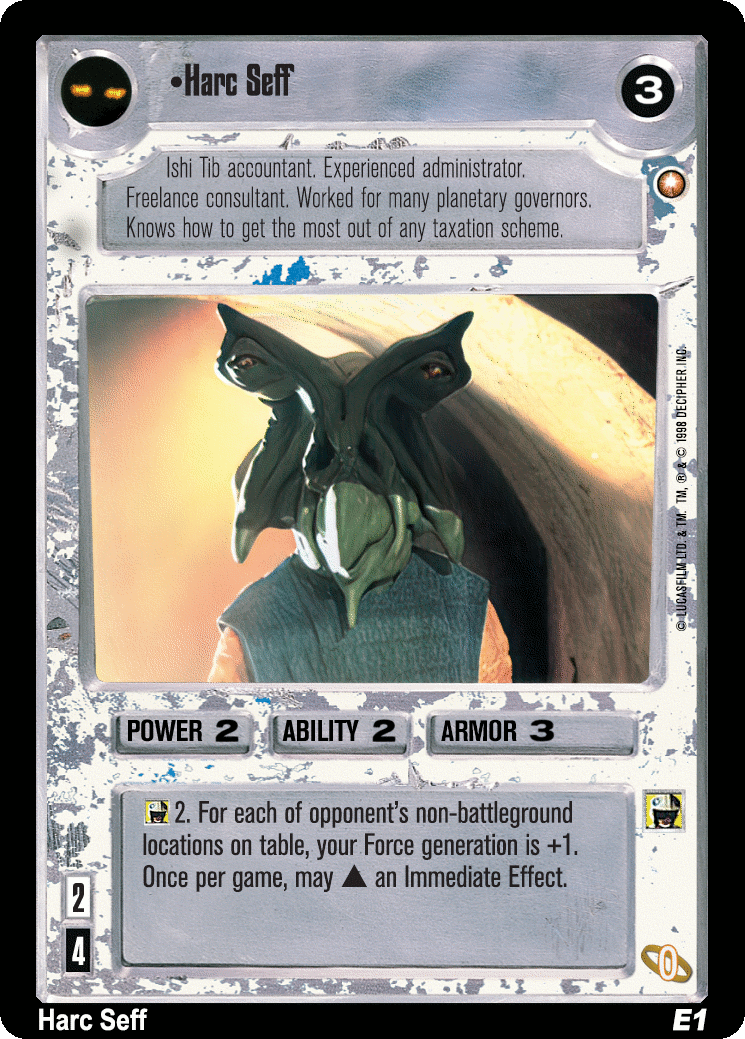 •Harc Seff
3
Ishi Tib accountant. Experienced administrator.
Freelance consultant. Worked for many planetary governors.
Knows how to get the most out of any taxation scheme.
© LUCASFILM LTD. & TM. TM, ® & © 1998 DECIPHER INC.
POWER 2
ABILITY 2
ARMOR 3
2. For each of opponent's non-battleground
locations on table, your Force generation is +1.
Once per game, may ▲ an Immediate Effect.
2
4
0
Harc Seff
E1